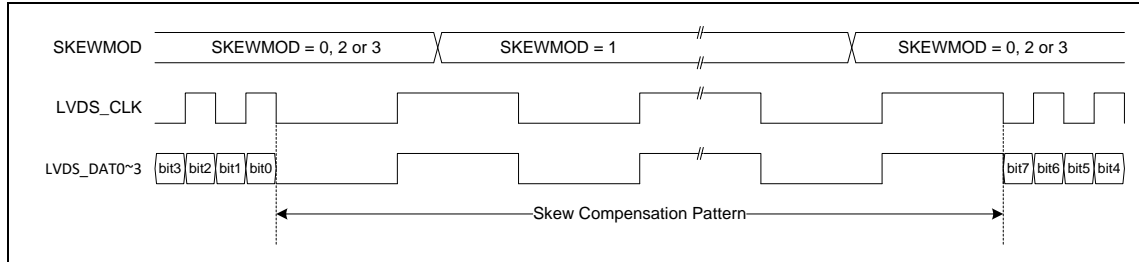 SKEWMOD SKEWMOD = 0, 2 or 3 SKEWMOD = 1 SKEWMOD = 0, 2 or 3
LVDS_CLK
LVDS_DAT0~3 bit3 bit2 bit1 bit0 bit7 bit6 bit5 bit4
Skew Compensation Pattern